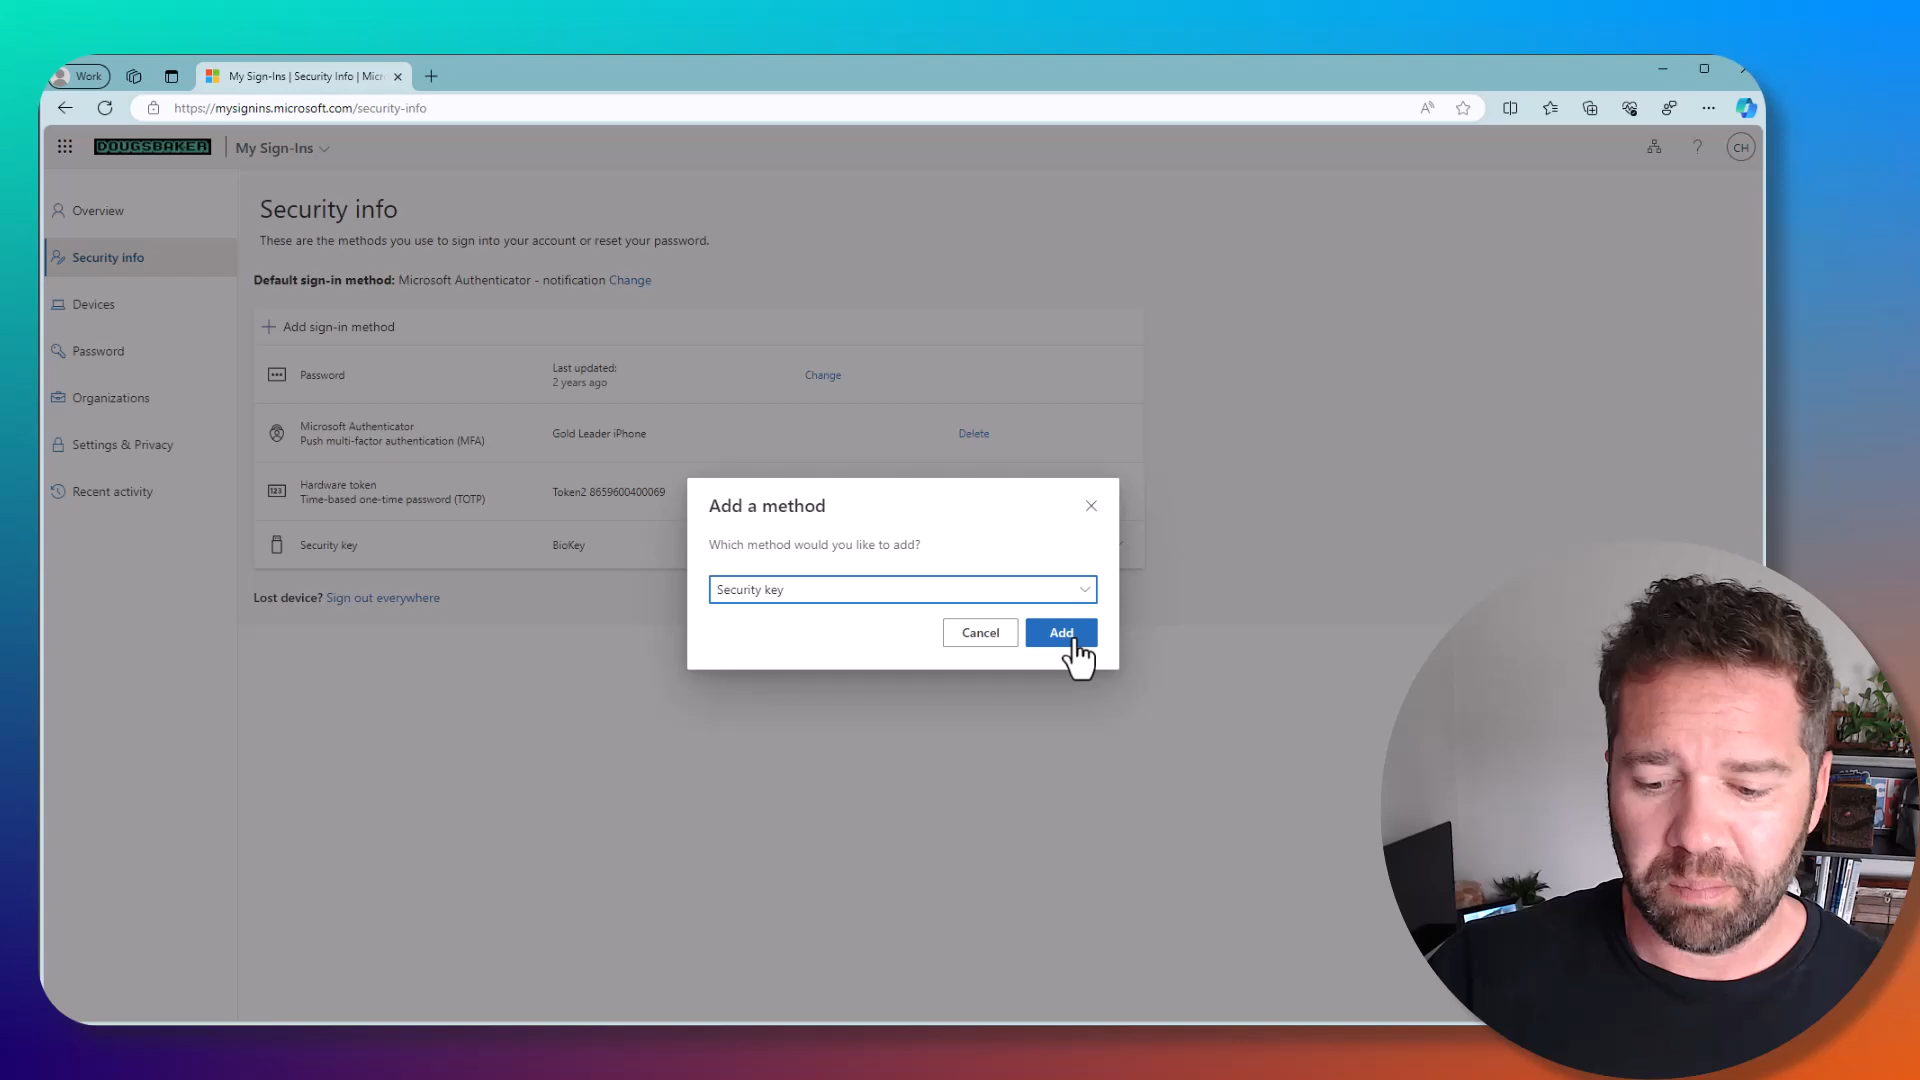 Work
My Sign-Ins | Security Info | Micr
https://mysignins.microsoft.com/security-info
DOUGSBAKER
My Sign-Ins
?
CH
Overview
Security info
Devices
Password
Organizations
Settings & Privacy
Recent activity
Security info
These are the methods you use to sign into your account or reset your password.
Default sign-in method: Microsoft Authenticator - notification Change
Add sign-in method
Password
Last updated:
2 years ago
Change
Microsoft Authenticator
Push multi-factor authentication (MFA)
Gold Leader iPhone
Delete
123
Hardware token
Time-based one-time password (TOTP)
Token2 8659600400069
Security key
BioKey
Lost device? Sign out everywhere
Add a method
Which method would you like to add?
Security key
Cancel
Add